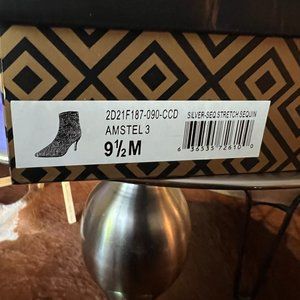 2D21F187-090-CCD
SILVER-SEQ STRETCH SEQUIN
AMSTEL 3
9½M